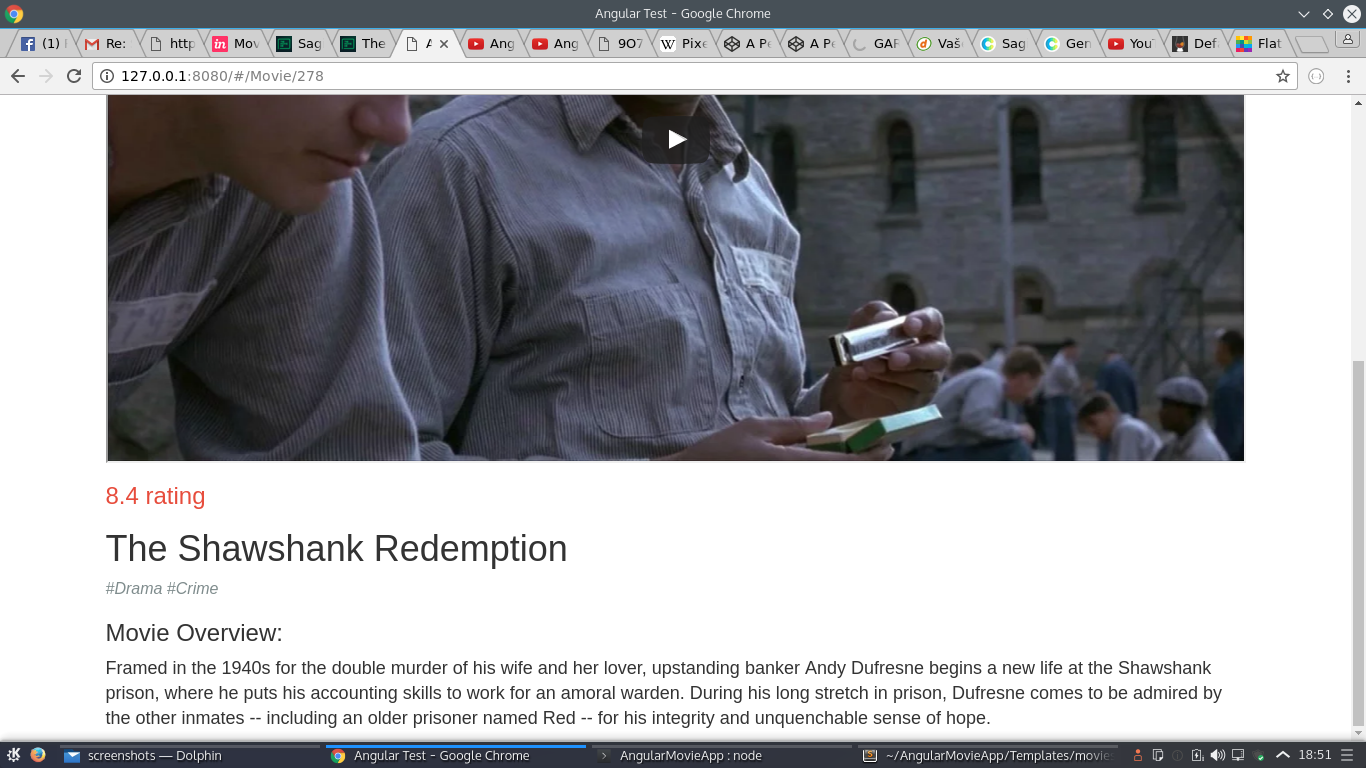 Angular Test - Google Chrome
(1)
Re:
http
Mov
Sag
The
A
Ang
Ang
9O7
Pixe
A Pe
A Pe
GAF
Vaš
Sag
Gen
YouT
Def
Flat
127.0.0.1:8080/#/Movie/278
8.4 rating
The Shawshank Redemption
#Drama #Crime
Movie Overview:
Framed in the 1940s for the double murder of his wife and her lover, upstanding banker Andy Dufresne begins a new life at the Shawshank
prison, where he puts his accounting skills to work for an amoral warden. During his long stretch in prison, Dufresne comes to be admired by
the other inmates -- including an older prisoner named Red -- for his integrity and unquenchable sense of hope.
screenshots — Dolphin
Angular Test - Google Chrome
AngularMovieApp : node
~/AngularMovieApp/Templates/movies
18:51